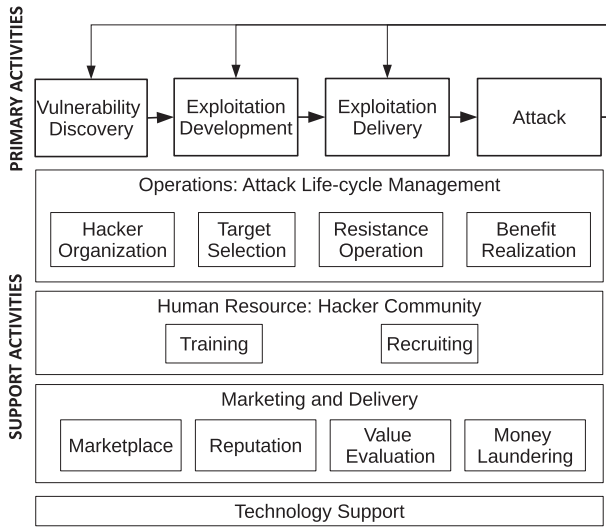 PRIMARY ACTIVITIES
Vulnerability
Discovery
Exploitation
Development
Exploitation
Delivery
Attack
SUPPORT ACTIVITIES
Operations: Attack Life-cycle Management
Hacker
Organization
Target
Selection
Resistance
Operation
Benefit
Realization
Human Resource: Hacker Community
Training
Recruiting
Marketing and Delivery
Marketplace
Reputation
Value
Evaluation
Money
Laundering
Technology Support